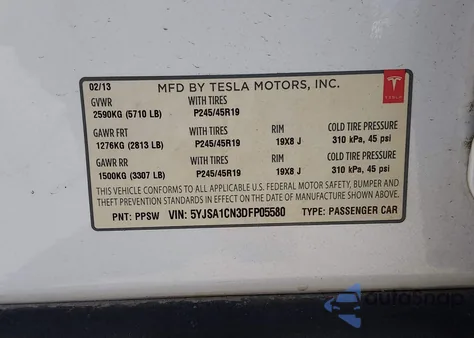 02/13 MFD BY TESLA MOTORS, INC. TESLA
GVWR WITH TIRES
2590KG (5710 LB) P245/45R19
GAWR FRT WITH TIRES RIM COLD TIRE PRESSURE
1276KG (2813 LB) P245/45R19 19X8 J 310 kPa, 45 psi
GAWR RR WITH TIRES RIM COLD TIRE PRESSURE
1500KG (3307 LB) P245/45R19 19X8 J 310 kPa, 45 psi
THIS VEHICLE CONFORMS TO ALL APPLICABLE U.S. FEDERAL MOTOR SAFETY, BUMPER AND
THEFT PREVENTION STANDARDS IN EFFECT ON THE DATE OF MANUFACTURE SHOWN ABOVE.
PNT: PPSW VIN: 5YJSA1CN3DFP05580 TYPE: PASSENGER CAR
autoSnap